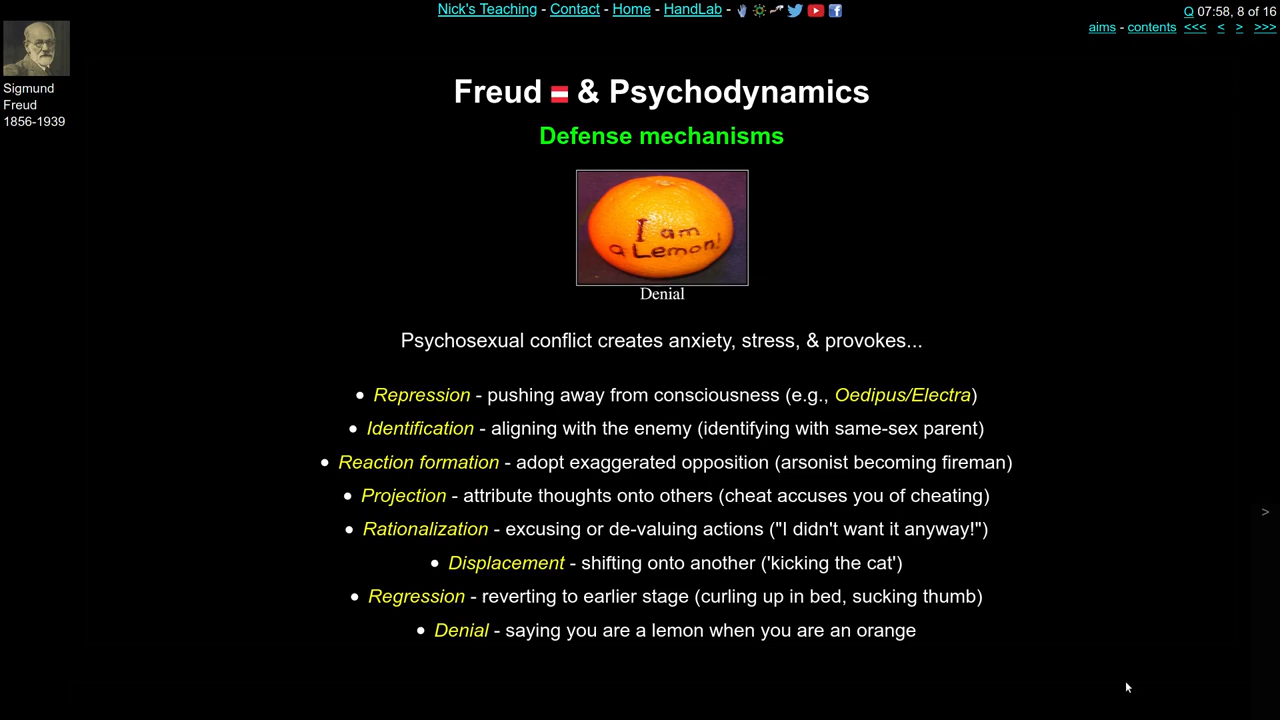 Nick's Teaching - Contact - Home - HandLab -
Q 07:58, 8 of 16
aims - contents <<< < > >>>
Sigmund
Freud
1856-1939
Freud & Psychodynamics
Defense mechanisms
I am
a Lemon!
Denial
Psychosexual conflict creates anxiety, stress, & provokes...
• Repression - pushing away from consciousness (e.g., Oedipus/Electra)
• Identification - aligning with the enemy (identifying with same-sex parent)
• Reaction formation - adopt exaggerated opposition (arsonist becoming fireman)
• Projection - attribute thoughts onto others (cheat accuses you of cheating)
• Rationalization - excusing or de-valuing actions ("I didn't want it anyway!")
• Displacement - shifting onto another ('kicking the cat')
• Regression - reverting to earlier stage (curling up in bed, sucking thumb)
• Denial - saying you are a lemon when you are an orange
>